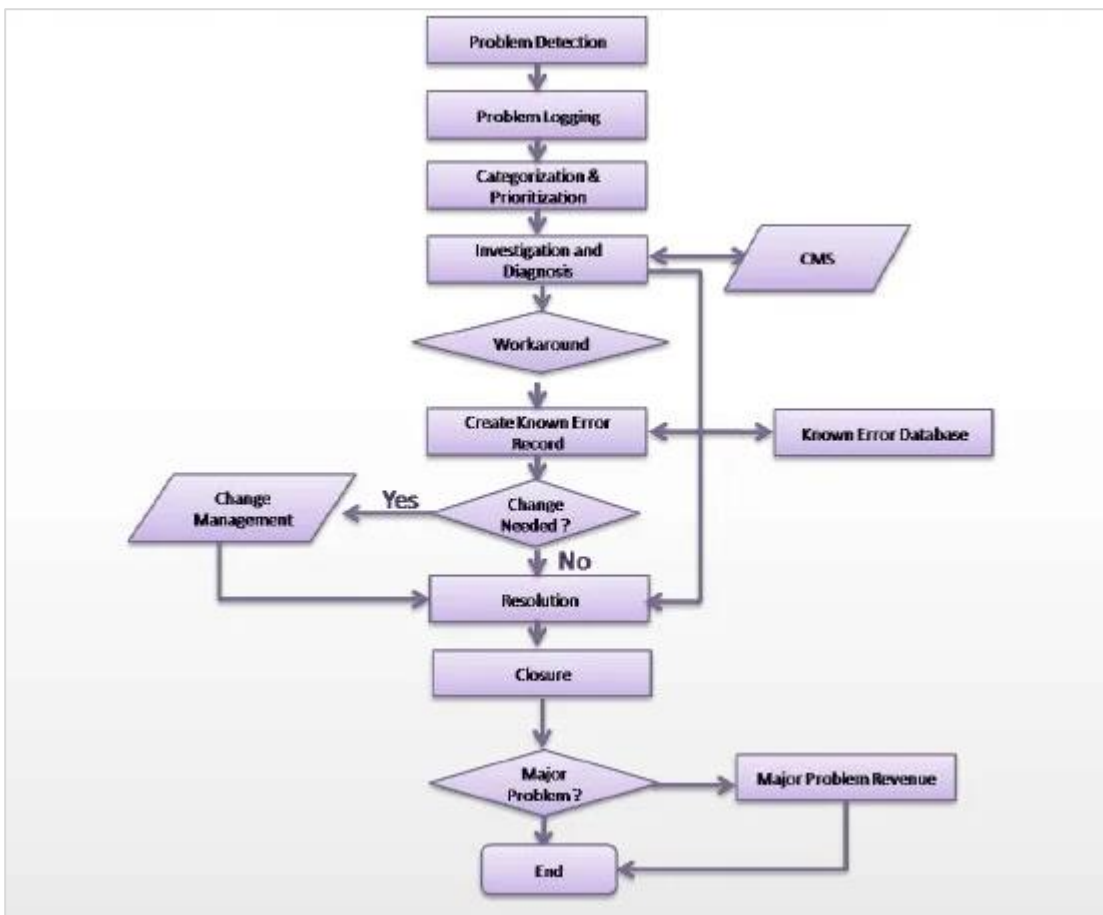 Problem Detection
Problem Logging
Categorization &
Prioritization
Investigation and
Diagnosis
CMS
Workaround
Create Known Error
Record
Known Error Database
Change
Needed ?
Yes
Change
Management
No
Resolution
Closure
Major
Problem ?
Major Problem Revenue
End